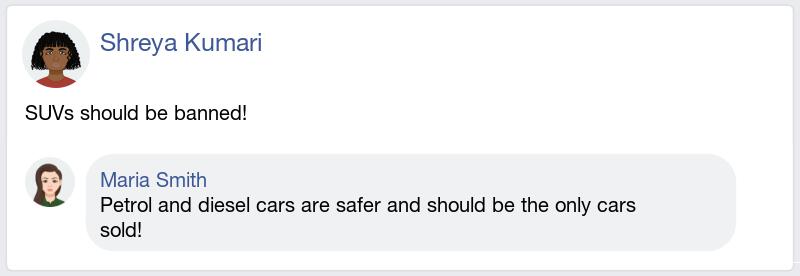 Shreya Kumari
SUVs should be banned!
Maria Smith
Petrol and diesel cars are safer and should be the only cars
sold!